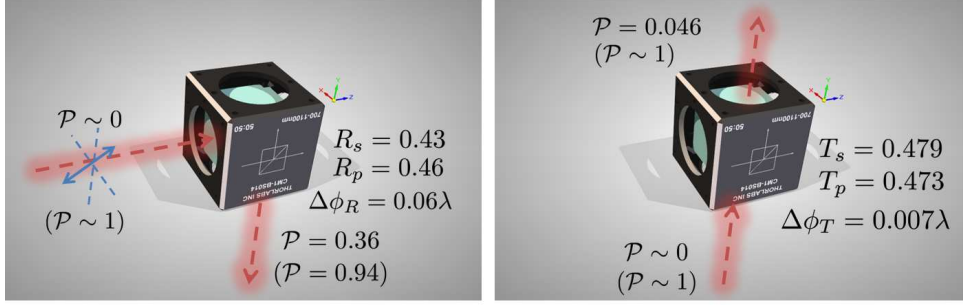 𝒫 ∼ 0
(𝒫 ∼ 1)
50:50
700-1100nm
THORLABS INC
CM1-BS014
x
y
z
R_s = 0.43
R_p = 0.46
Δϕ_R = 0.06λ
𝒫 = 0.36
(𝒫 = 0.94)
𝒫 = 0.046
(𝒫 ∼ 1)
50:50
700-1100nm
THORLABS INC
CM1-BS014
x
y
z
T_s = 0.479
T_p = 0.473
Δϕ_T = 0.007λ
𝒫 ∼ 0
(𝒫 ∼ 1)